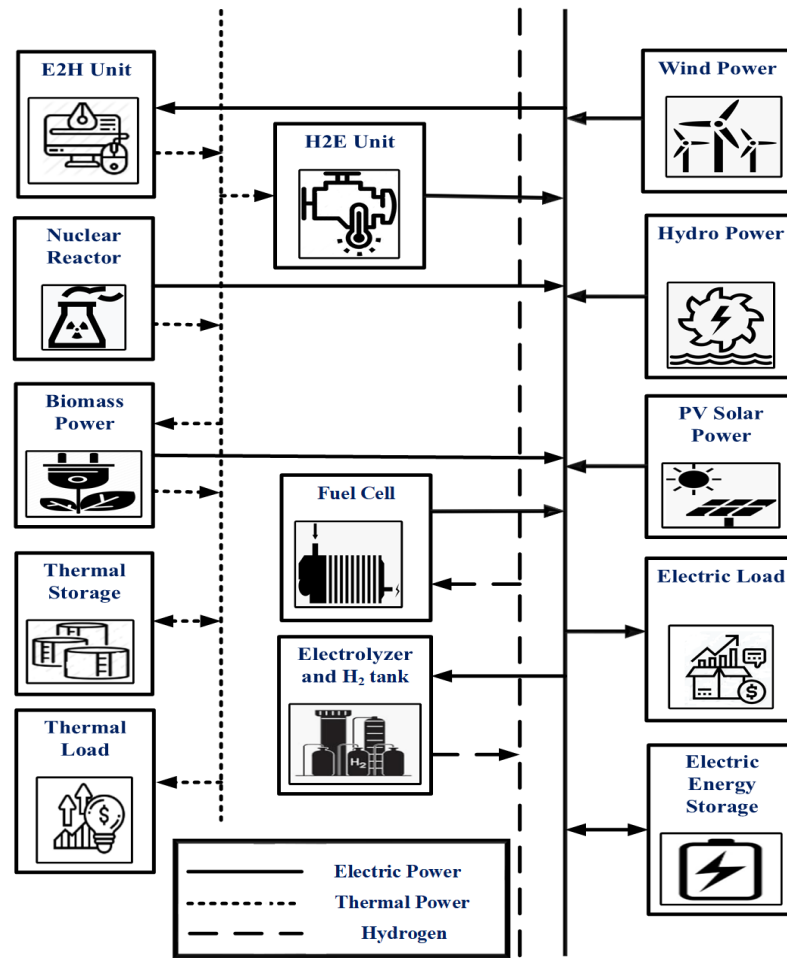 E2H Unit
Wind Power
H2E Unit
Nuclear
Reactor
Hydro Power
Biomass
Power
PV Solar
Power
Fuel Cell
Thermal
Storage
Electric Load
$
Electrolyzer
and H₂ tank
H₂
Thermal
Load
$
Electric
Energy
Storage
Electric Power
Thermal Power
Hydrogen